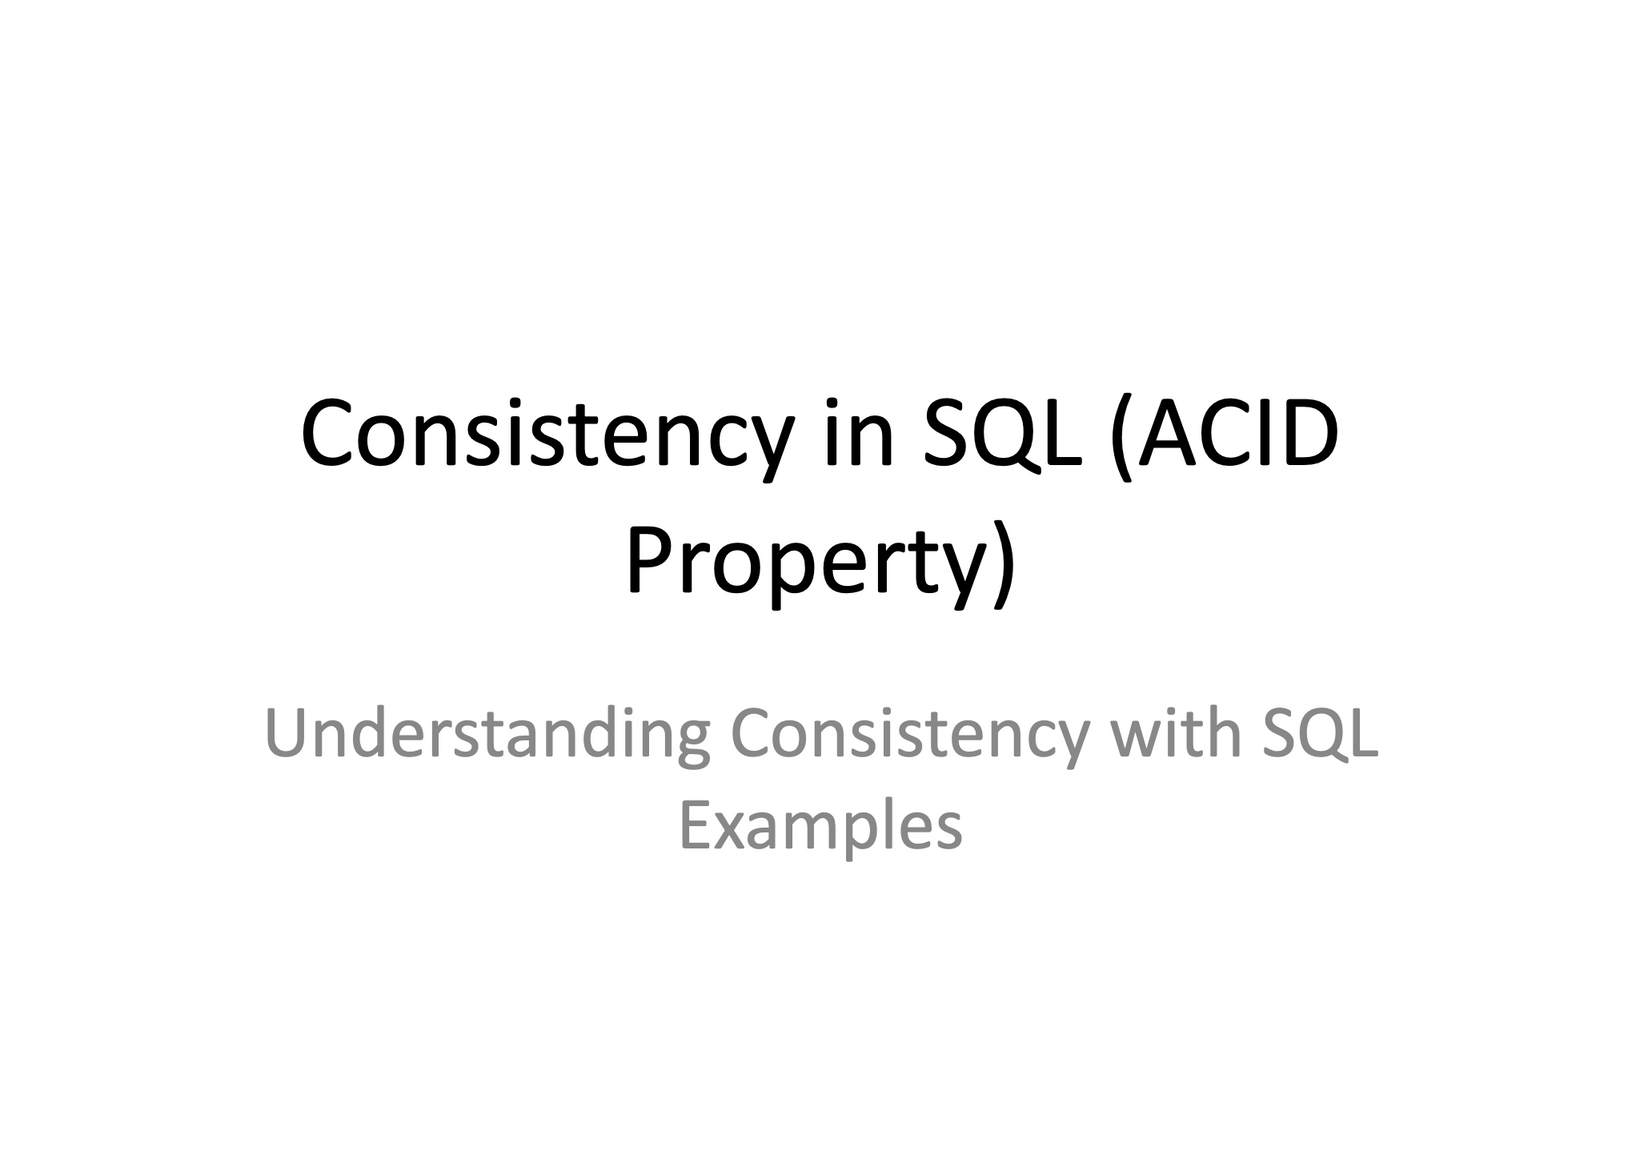 Consistency in SQL (ACID
Property)
Understanding Consistency with SQL
Examples